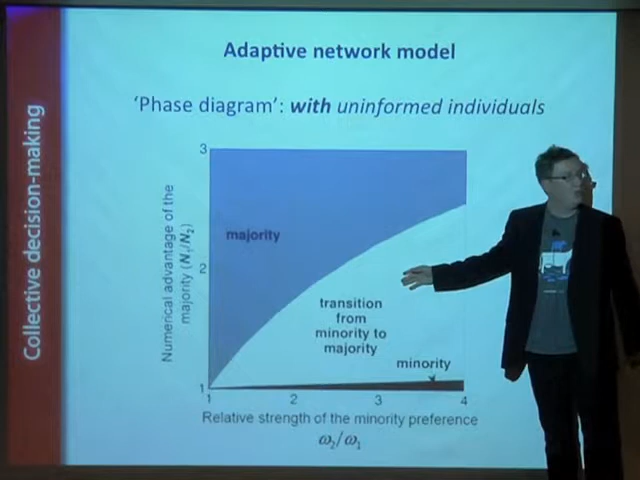 Adaptive network model
'Phase diagram': with uninformed individuals
Collective decision-making
Numerical advantage of the
majority (N₁/N₂)
3
2
1
majority
transition
from
minority to
majority
minority
1 2 3 4
Relative strength of the minority preference
ω₂/ω₁